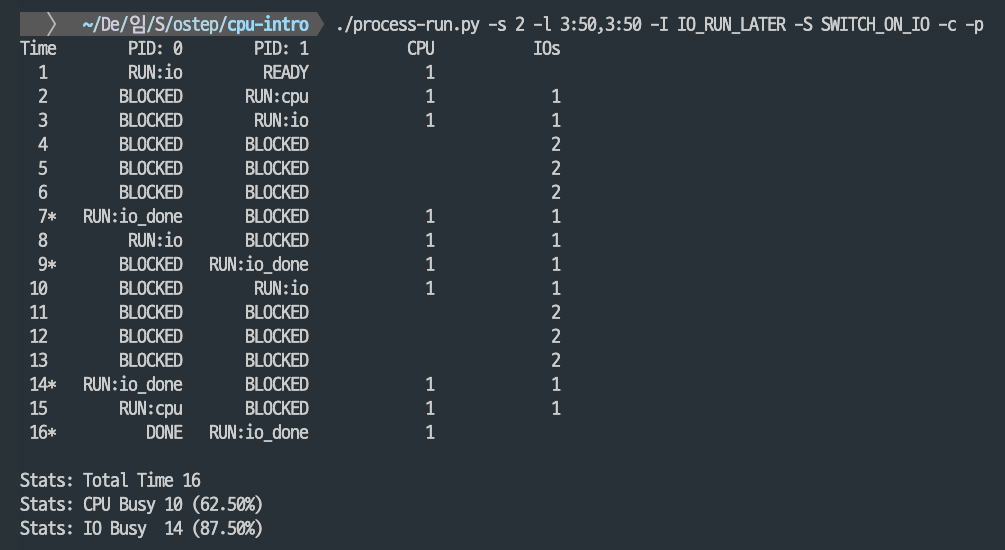 ~/De/임/S/ostep/cpu-intro ./process-run.py -s 2 -l 3:50,3:50 -I IO_RUN_LATER -S SWITCH_ON_IO -c -p
Time PID: 0 PID: 1 CPU IOs
1 RUN:io READY 1
2 BLOCKED RUN:cpu 1 1
3 BLOCKED RUN:io 1 1
4 BLOCKED BLOCKED 2
5 BLOCKED BLOCKED 2
6 BLOCKED BLOCKED 2
7* RUN:io_done BLOCKED 1 1
8 RUN:io BLOCKED 1 1
9* BLOCKED RUN:io_done 1 1
10 BLOCKED RUN:io 1 1
11 BLOCKED BLOCKED 2
12 BLOCKED BLOCKED 2
13 BLOCKED BLOCKED 2
14* RUN:io_done BLOCKED 1 1
15 RUN:cpu BLOCKED 1 1
16* DONE RUN:io_done 1
Stats: Total Time 16
Stats: CPU Busy 10 (62.50%)
Stats: IO Busy 14 (87.50%)